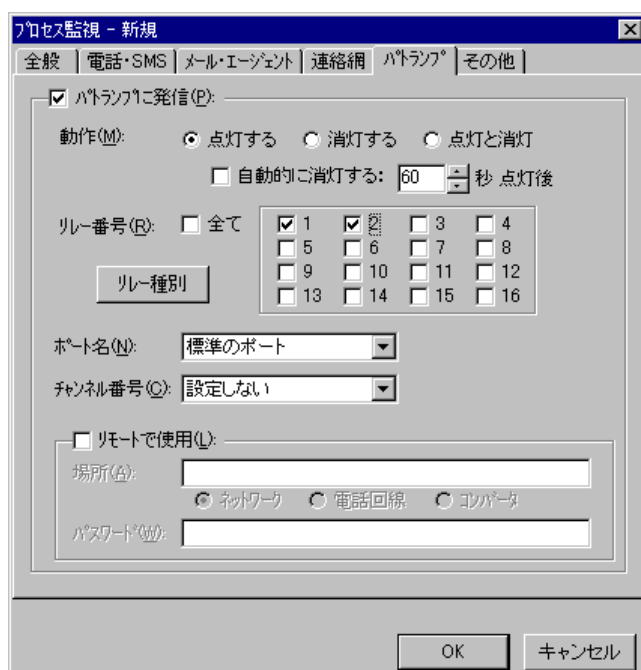 プロセス監視 - 新規
全般 電話・SMS メール・エージェント 連絡網 パトランプ その他
パトランプに発信(P):
動作(M): 点灯する 消灯する 点灯と消灯
自動的に消灯する: 60 秒 点灯後
リレー番号(R): 全て 1 2 3 4
5 6 7 8
リレー種別 9 10 11 12
13 14 15 16
ポート名(N): 標準のポート
チャンネル番号(C): 設定しない
リモートで使用(L):
場所(A):
ネットワーク 電話回線 コンバータ
パスワード(W):
OK キャンセル